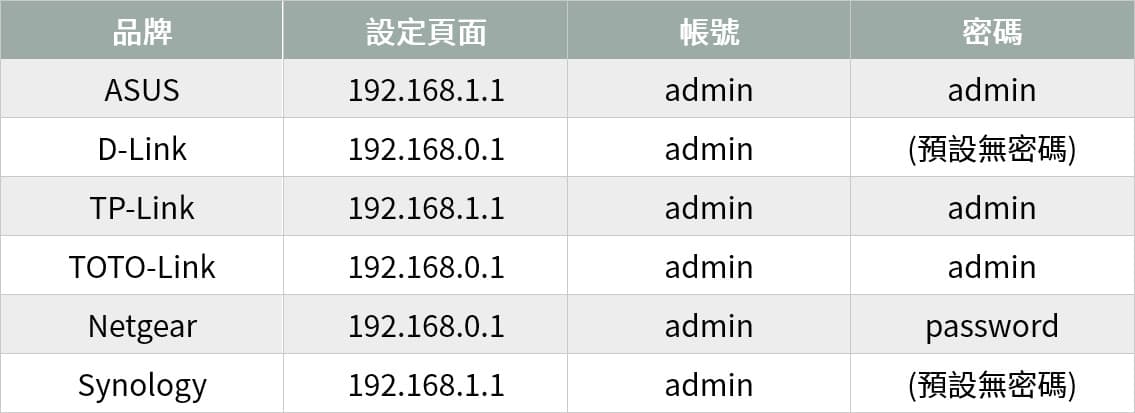 品牌 設定頁面 帳號 密碼
ASUS 192.168.1.1 admin admin
D-Link 192.168.0.1 admin (預設無密碼)
TP-Link 192.168.1.1 admin admin
TOTO-Link 192.168.0.1 admin admin
Netgear 192.168.0.1 admin password
Synology 192.168.1.1 admin (預設無密碼)